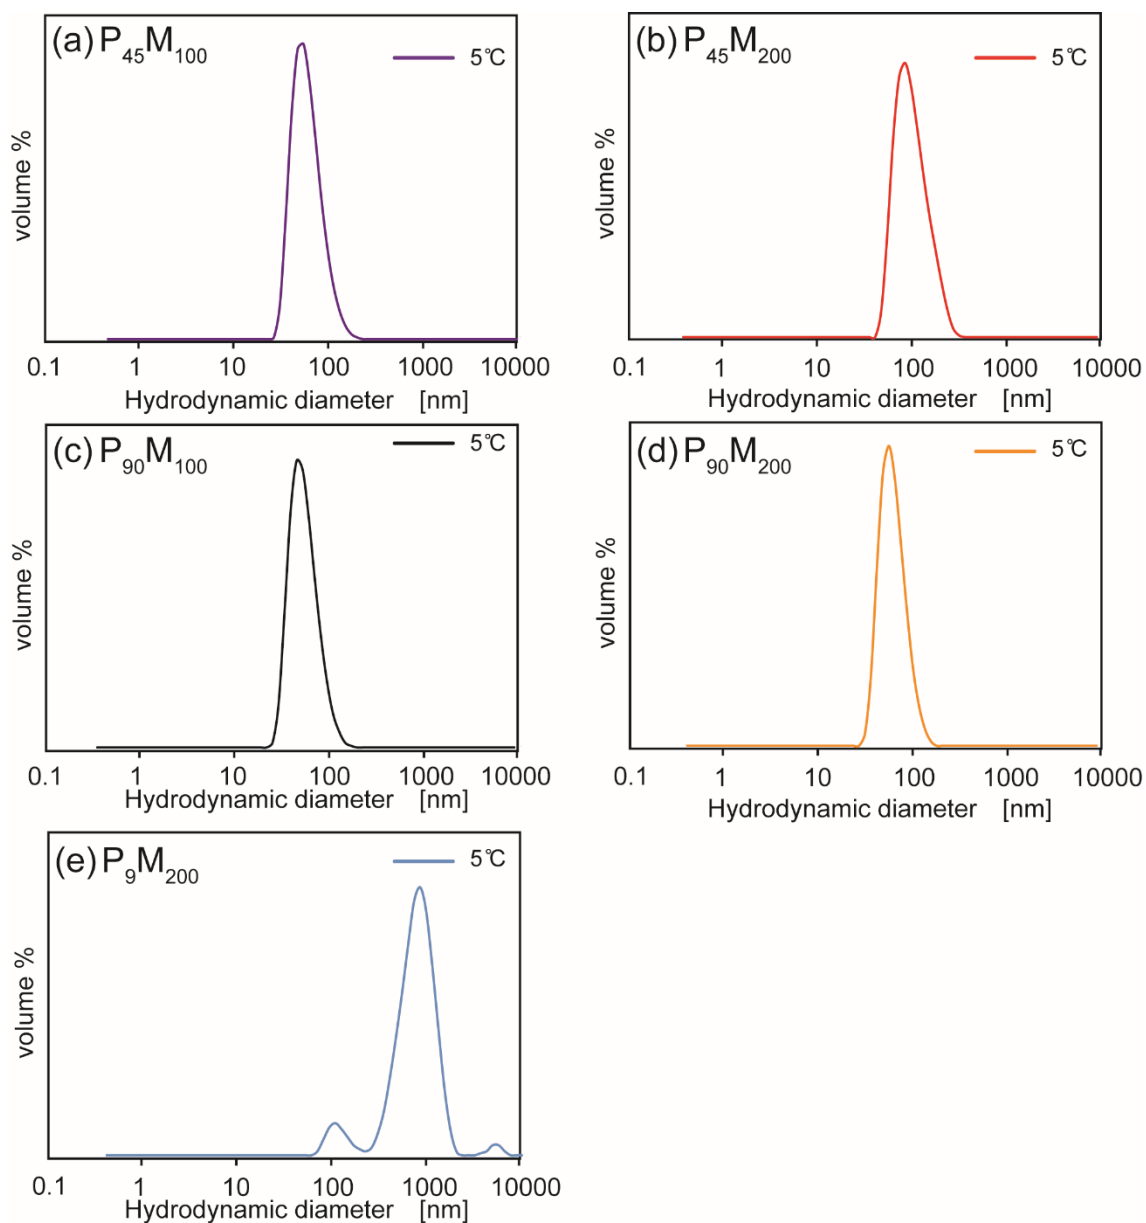 (a) P45M100
5℃
volume %
0.1 1 10 100 1000 10000
Hydrodynamic diameter [nm]
(b) P45M200
5℃
volume %
0.1 1 10 100 1000 10000
Hydrodynamic diameter [nm]
(c) P90M100
5℃
volume %
0.1 1 10 100 1000 10000
Hydrodynamic diameter [nm]
(d) P90M200
5℃
volume %
0.1 1 10 100 1000 10000
Hydrodynamic diameter [nm]
(e) P9M200
5℃
volume %
0.1 1 10 100 1000 10000
Hydrodynamic diameter [nm]